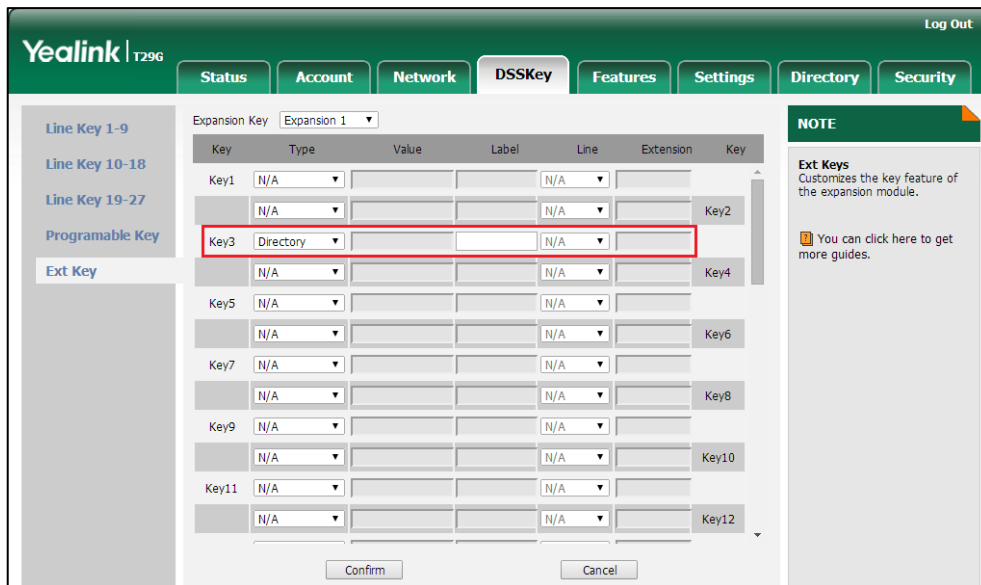 Log Out
Yealink T29G
Status Account Network DSSKey Features Settings Directory Security
Line Key 1-9
Line Key 10-18
Line Key 19-27
Programable Key
Ext Key
Expansion Key Expansion 1
Key Type Value Label Line Extension Key
Key1 N/A N/A
N/A N/A Key2
Key3 Directory N/A
N/A N/A Key4
Key5 N/A N/A
N/A N/A Key6
Key7 N/A N/A
N/A N/A Key8
Key9 N/A N/A
N/A N/A Key10
Key11 N/A N/A
N/A N/A Key12
Confirm Cancel
NOTE
Ext Keys
Customizes the key feature of
the expansion module.
You can click here to get
more guides.